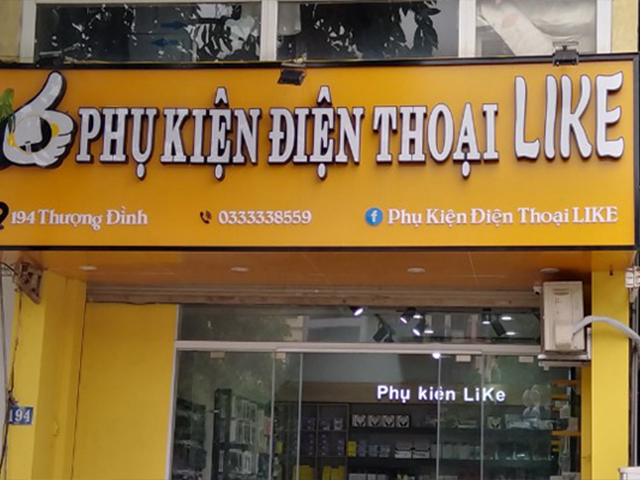 PHỤ KIỆN ĐIỆN THOẠI LIKE
194 Thượng Đình 0333338559 Phụ Kiện Điện Thoại LIKE
Phụ kiện LiKe
194